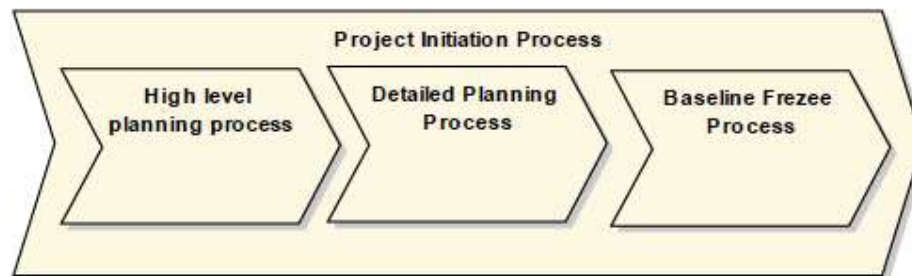 Project Initiation Process
High level
planning process
Detailed Planning
Process
Baseline Frezee
Process